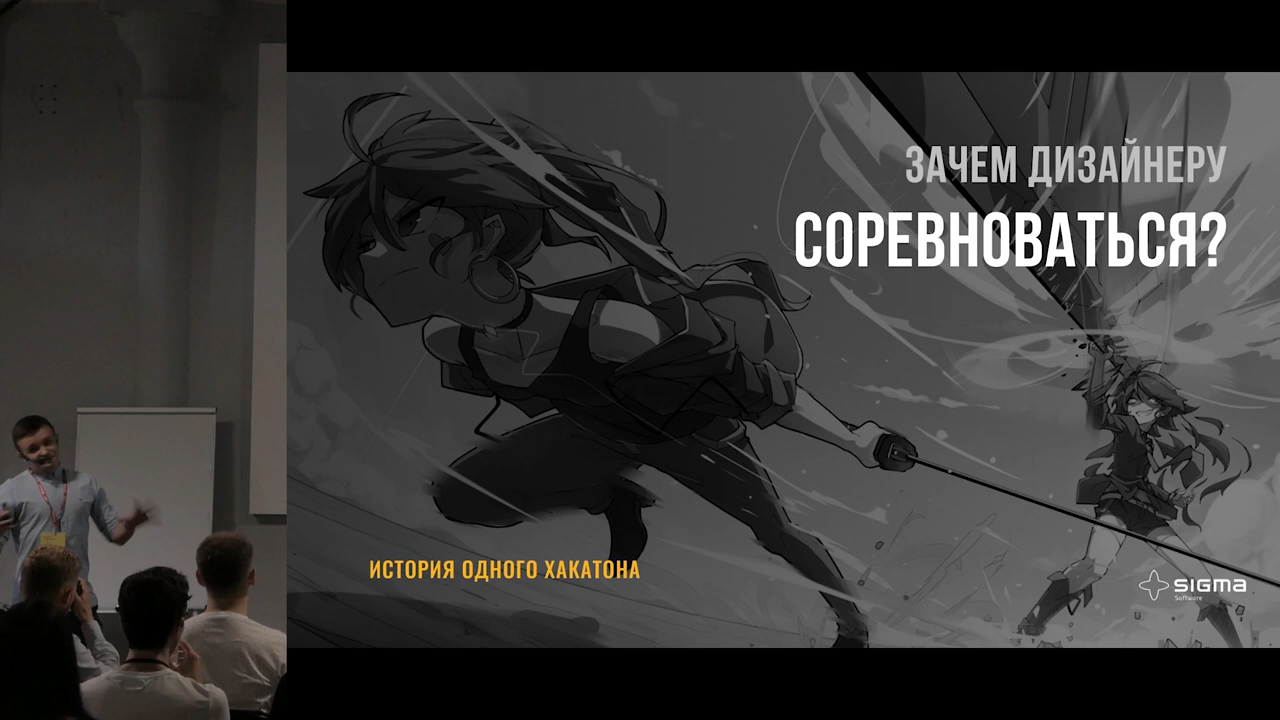 ЗАЧЕМ ДИЗАЙНЕРУ
СОРЕВНОВАТЬСЯ?
ИСТОРИЯ ОДНОГО ХАКАТОНА
SIGMA
Software